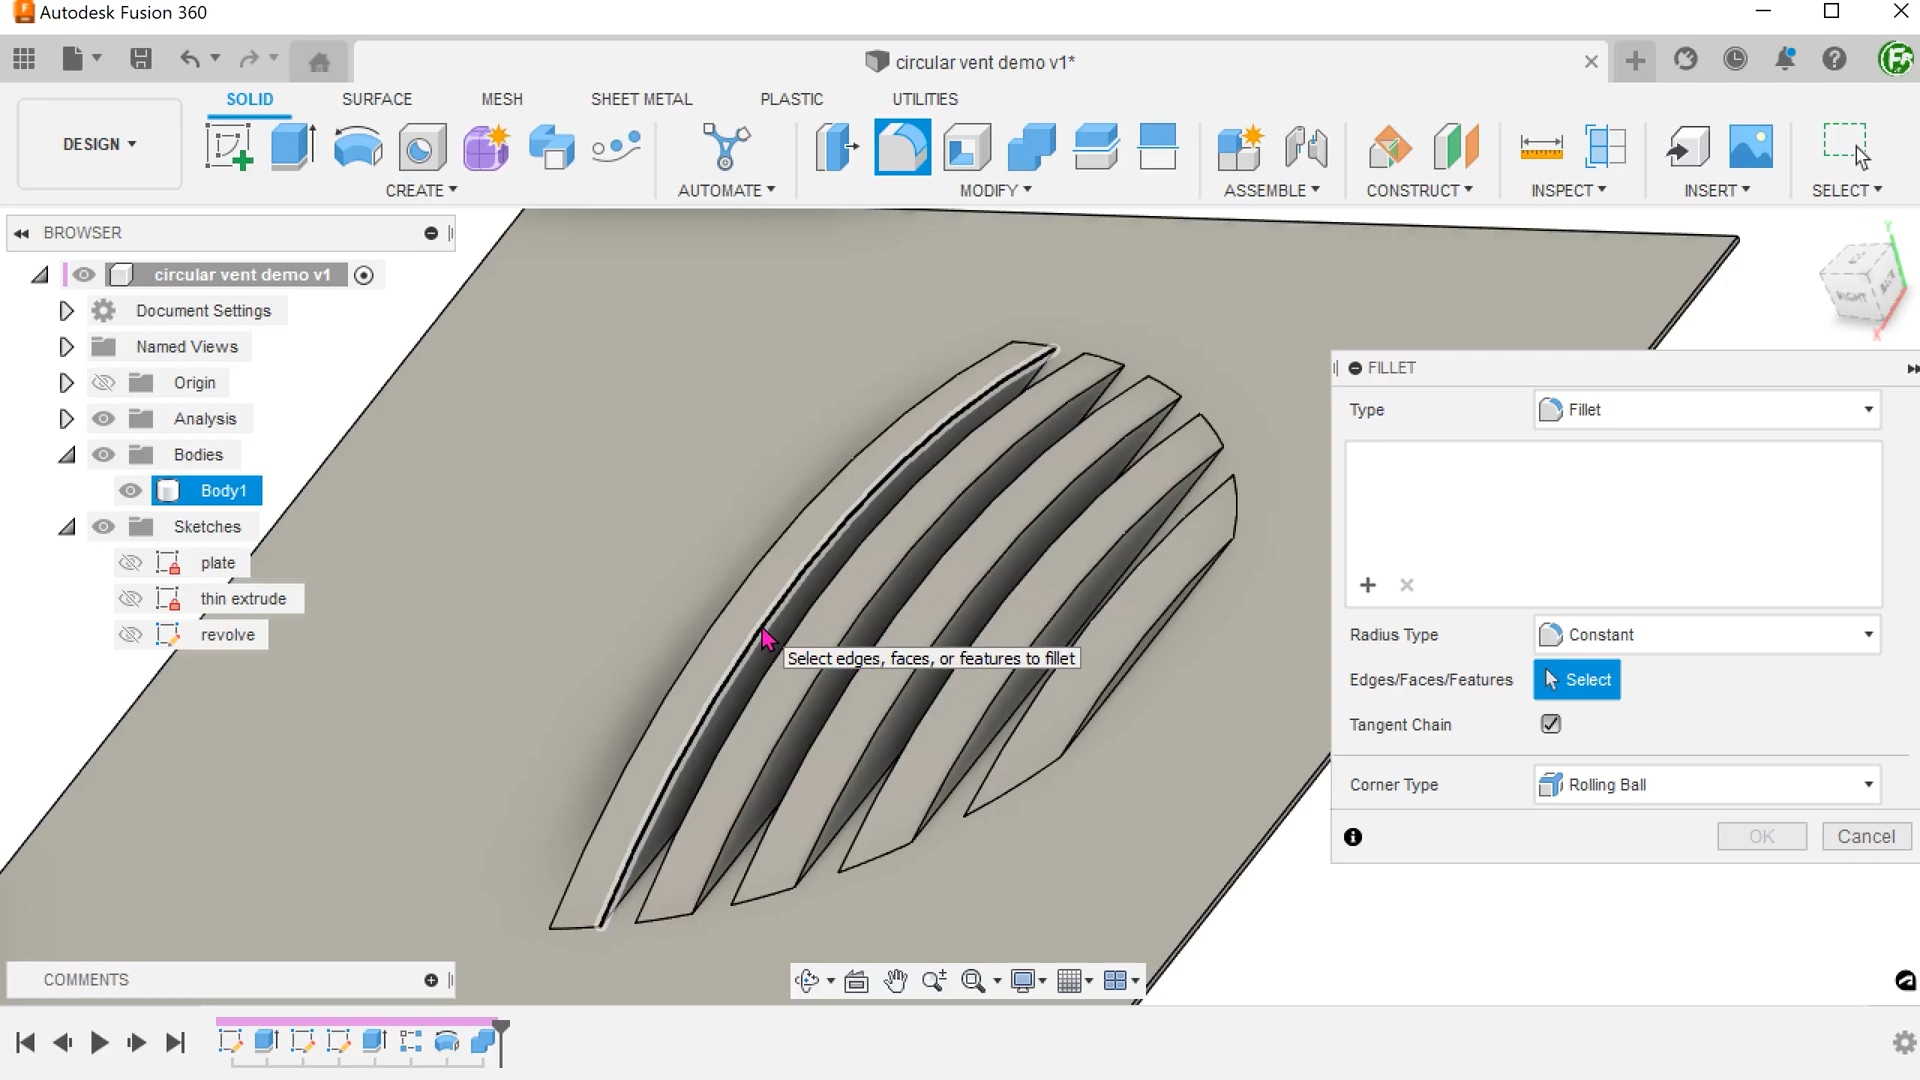 Autodesk Fusion 360
circular vent demo v1*
DESIGN
SOLID SURFACE MESH SHEET METAL PLASTIC UTILITIES
CREATE AUTOMATE MODIFY ASSEMBLE CONSTRUCT INSPECT INSERT SELECT
BROWSER
circular vent demo v1
Document Settings
Named Views
Origin
Analysis
Bodies
Body1
Sketches
plate
thin extrude
revolve
Select edges, faces, or features to fillet
RIGHT
Y
X
FILLET
Type Fillet
Radius Type Constant
Edges/Faces/Features Select
Tangent Chain
Corner Type Rolling Ball
OK Cancel
COMMENTS